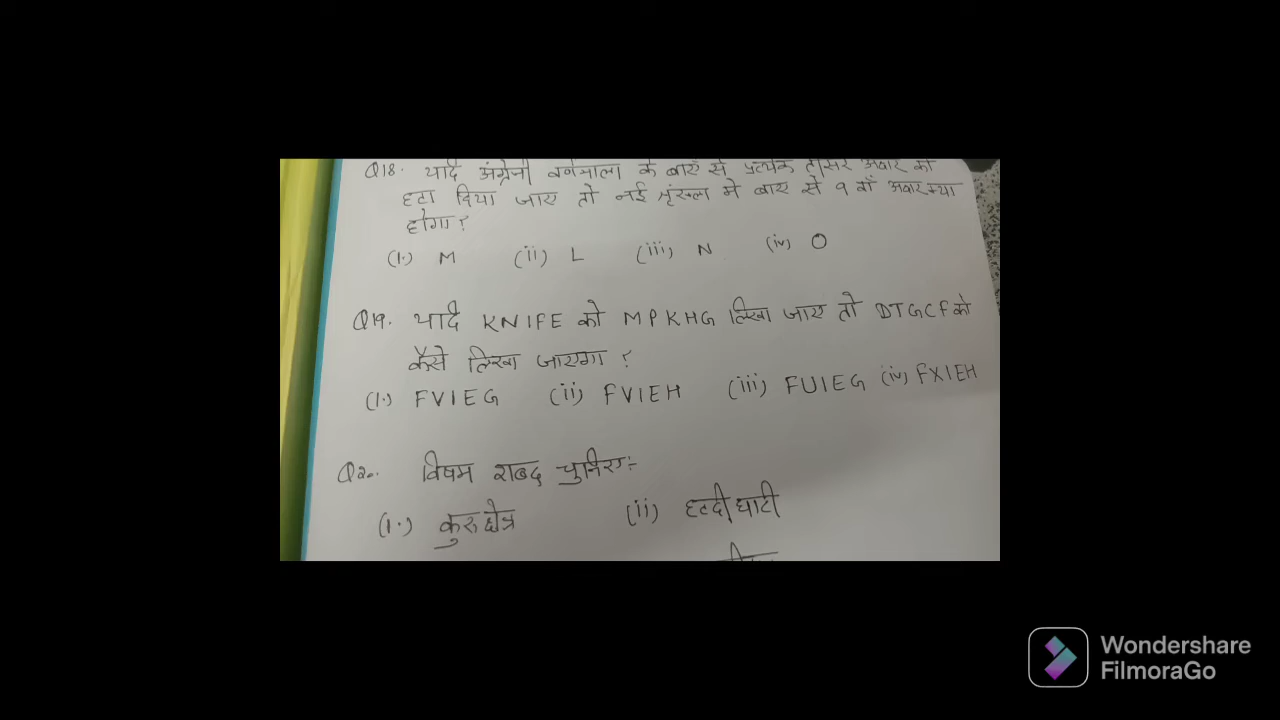 Q18. यदि अंग्रेजी वर्णमाला के बाएं से प्रत्येक तीसरे अक्षर को
हटा दिया जाए तो नई श्रृंखला में बाएं से 9 वाँ अक्षर क्या
होगा?
(i.) M (ii) L (iii) N (iv) O
Q19. यदि KNIFE को MPKHG लिखा जाए तो DTGCF को
कैसे लिखा जाएगा?
(i.) FVIEG (ii) FVIEH (iii) FUIEG (iv) FXIEH
Q20. विषम शब्द चुनिए:-
(i.) कुरुक्षेत्र (ii) हल्दीघाटी
Wondershare
FilmoraGo